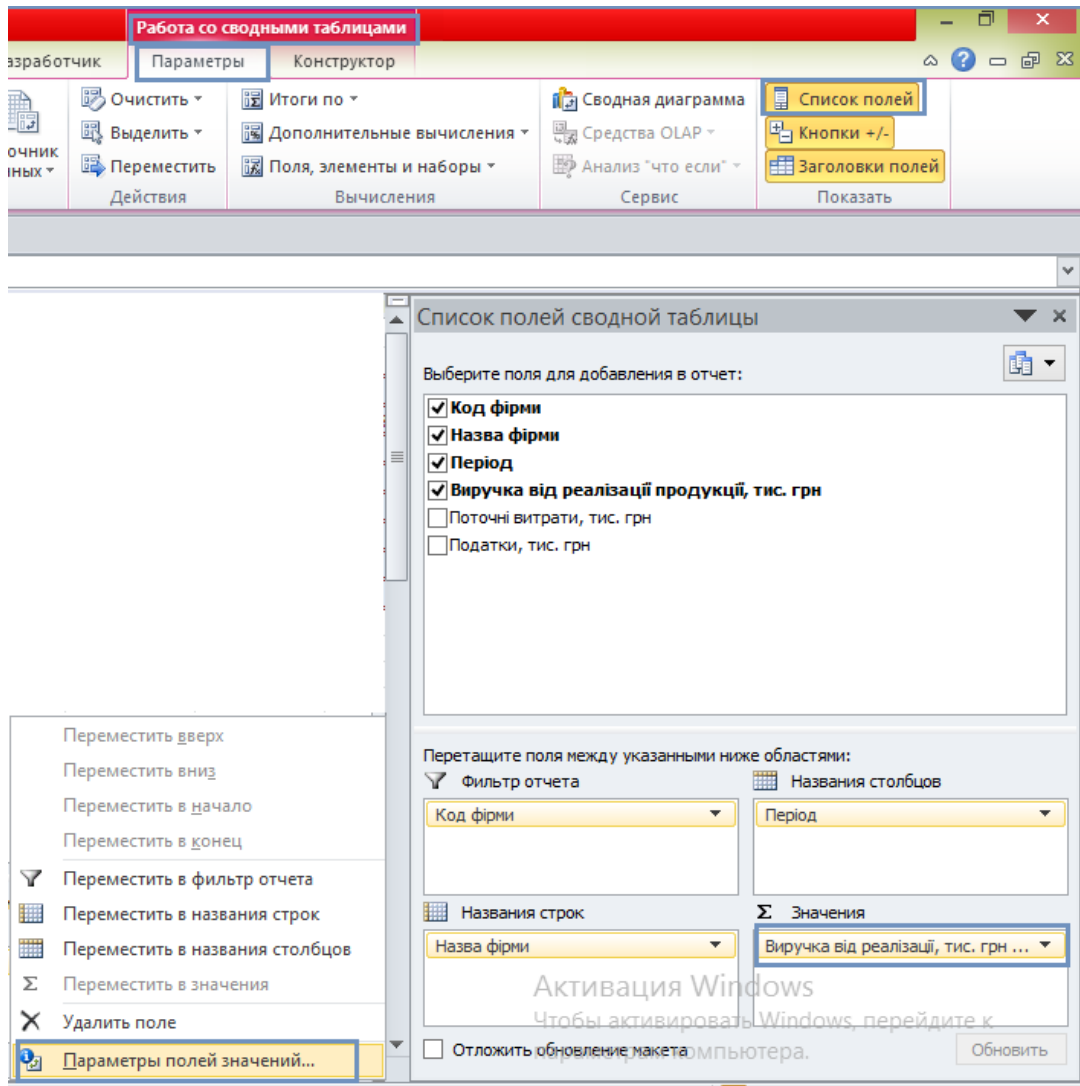 Работа со сводными таблицами
азработчик Параметры Конструктор
Очистить Итоги по Сводная диаграмма Список полей
Выделить Дополнительные вычисления Средства OLAP Кнопки +/-
очник
нных Переместить Поля, элементы и наборы Анализ "что если" Заголовки полей
Действия Вычисления Сервис Показать
Список полей сводной таблицы
Выберите поля для добавления в отчет:
Код фірми
Назва фірми
Період
Виручка від реалізації продукції, тис. грн
Поточні витрати, тис. грн
Податки, тис. грн
Переместить вверх
Переместить вниз
Переместить в начало
Переместить в конец
Переместить в фильтр отчета
Переместить в названия строк
Переместить в названия столбцов
Переместить в значения
Удалить поле
Параметры полей значений...
Перетащите поля между указанными ниже областями:
Фильтр отчета Названия столбцов
Код фірми Період
Названия строк Σ Значения
Назва фірми Виручка від реалізації, тис. грн ...
Активация Windows
Чтобы активировать Windows, перейдите к
параметрам компьютера.
Отложить обновление макета Обновить